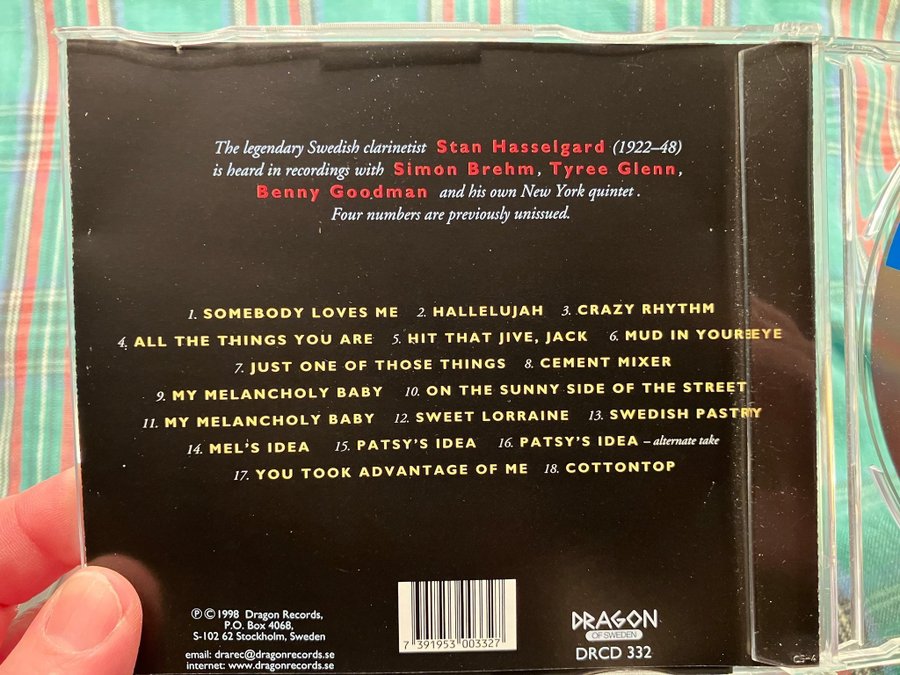 The legendary Swedish clarinetist Stan Hasselgard (1922–48)
is heard in recordings with Simon Brehm, Tyree Glenn,
Benny Goodman and his own New York quintet.
Four numbers are previously unissued.
1. SOMEBODY LOVES ME 2. HALLELUJAH 3. CRAZY RHYTHM
4. ALL THE THINGS YOU ARE 5. HIT THAT JIVE, JACK 6. MUD IN YOUR EYE
7. JUST ONE OF THOSE THINGS 8. CEMENT MIXER
9. MY MELANCHOLY BABY 10. ON THE SUNNY SIDE OF THE STREET
11. MY MELANCHOLY BABY 12. SWEET LORRAINE 13. SWEDISH PASTRY
14. MEL'S IDEA 15. PATSY'S IDEA 16. PATSY'S IDEA – alternate take
17. YOU TOOK ADVANTAGE OF ME 18. COTTONTOP
℗ © 1998 Dragon Records,
P.O. Box 4068,
S-102 62 Stockholm, Sweden
email: drarec@dragonrecords.se
internet: www.dragonrecords.se
7 391953 003327
DRAGON
OF SWEDEN
DRCD 332